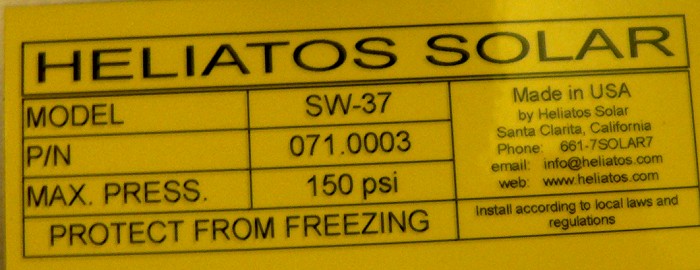 HELIATOS SOLAR
MODEL SW-37
P/N 071.0003
MAX. PRESS. 150 psi
PROTECT FROM FREEZING
Made in USA
by Heliatos Solar
Santa Clarita, California
Phone: 661-7SOLAR7
email: info@heliatos.com
web: www.heliatos.com
Install according to local laws and
regulations